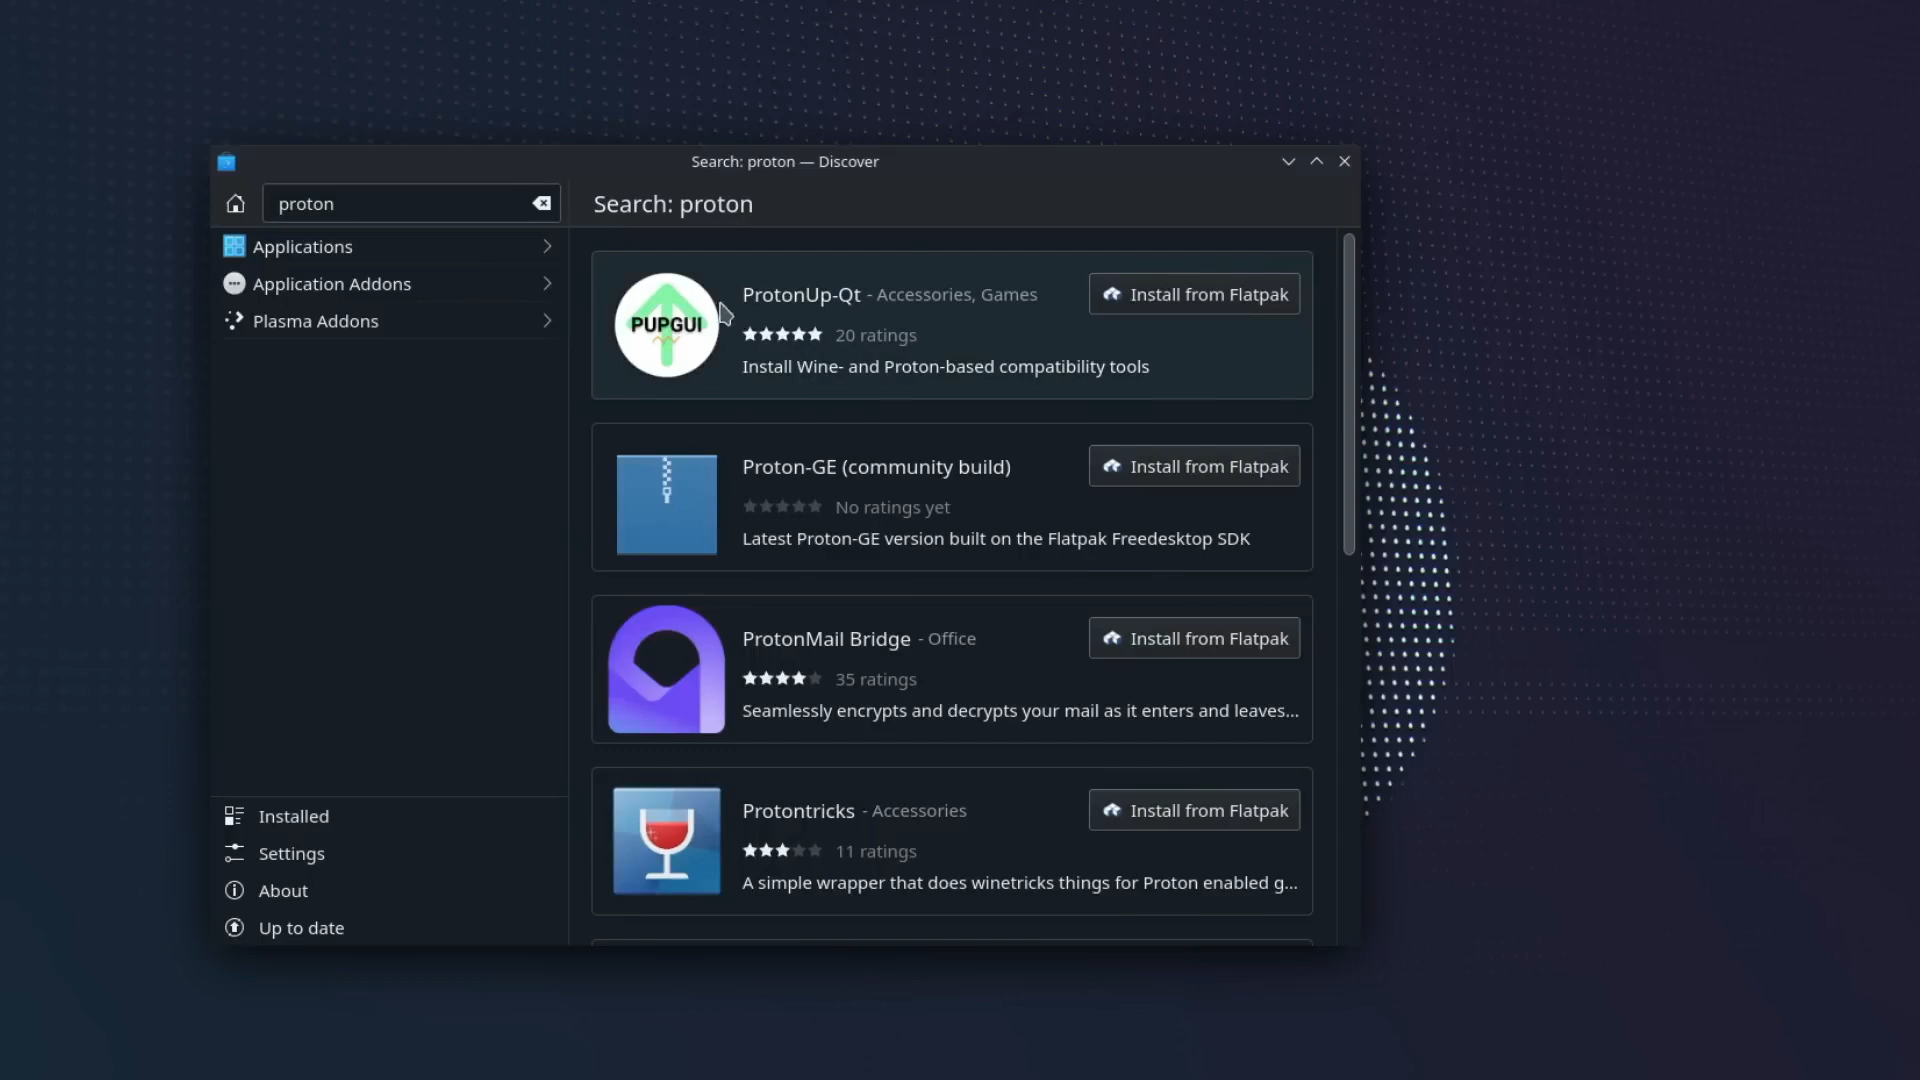 Search: proton — Discover
proton
Search: proton
Applications
Application Addons
Plasma Addons
PUPGUI
ProtonUp-Qt - Accessories, Games
Install from Flatpak
20 ratings
Install Wine- and Proton-based compatibility tools
Proton-GE (community build)
Install from Flatpak
No ratings yet
Latest Proton-GE version built on the Flatpak Freedesktop SDK
ProtonMail Bridge - Office
Install from Flatpak
35 ratings
Seamlessly encrypts and decrypts your mail as it enters and leaves...
Protontricks - Accessories
Install from Flatpak
11 ratings
A simple wrapper that does winetricks things for Proton enabled g...
Installed
Settings
About
Up to date